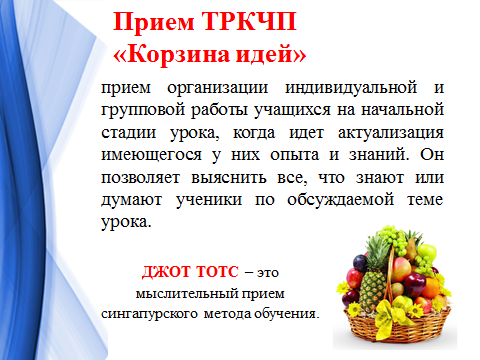 Прием ТРКЧП
«Корзина идей»
прием организации индивидуальной и
групповой работы учащихся на начальной
стадии урока, когда идет актуализация
имеющегося у них опыта и знаний. Он
позволяет выяснить все, что знают или
думают ученики по обсуждаемой теме
урока.
ДЖОТ ТОТС – это
мыслительный прием
сингапурского метода обучения.